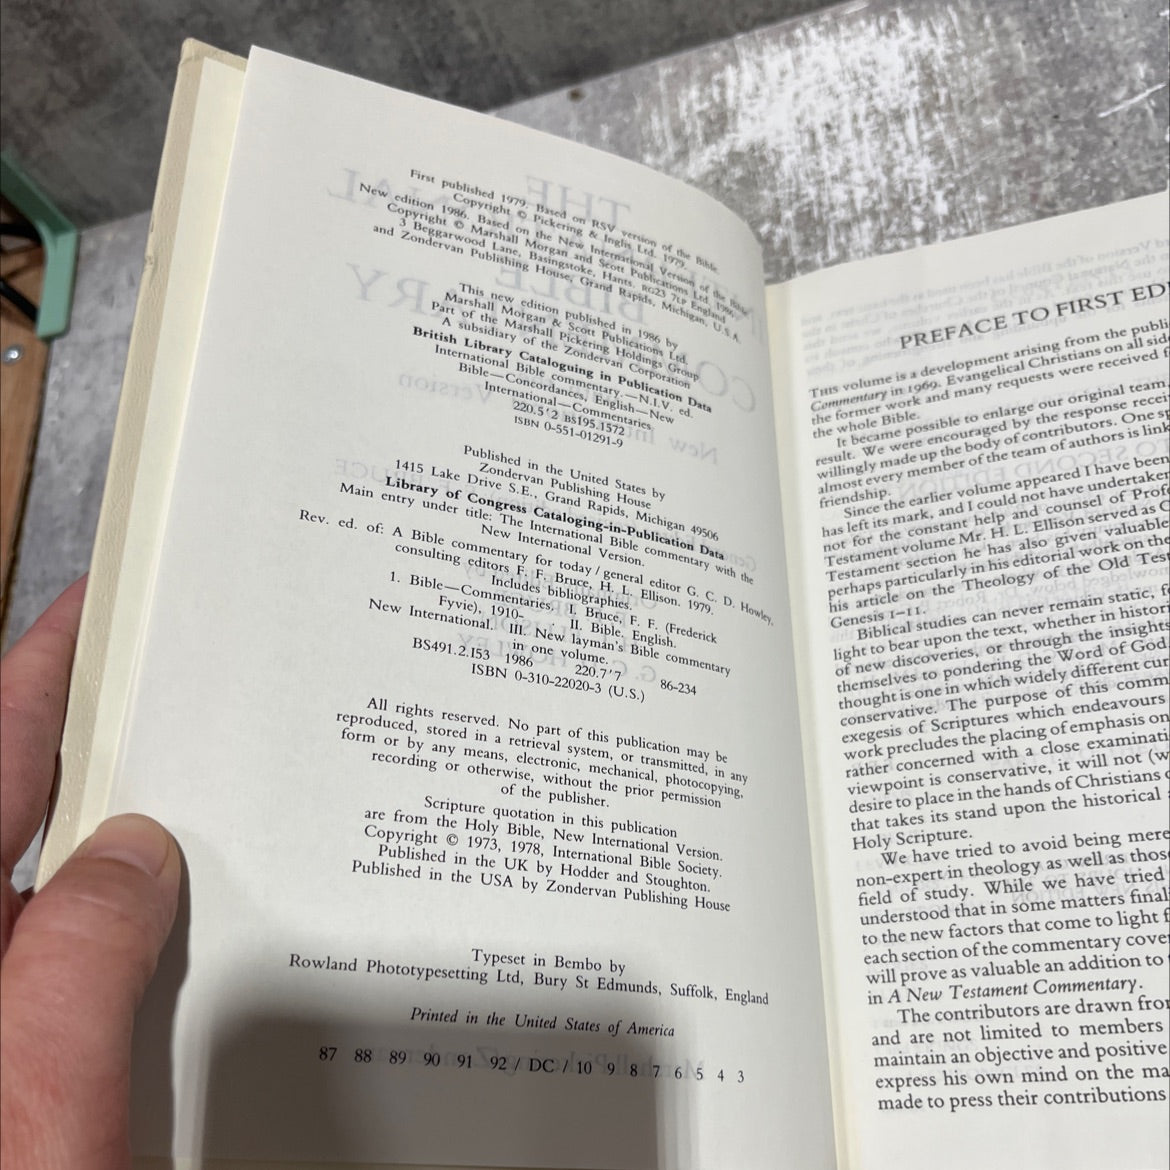 First published 1979. Based on RSV version of the Bible
Copyright © Pickering & Inglis Ltd. 1979.
New edition 1986. Based on the New International Version of the Bible
Copyright © Marshall Morgan and Scott Publications Ltd. 1986
3 Beggarwood Lane, Basingstoke, Hants. RG23 7LP England
and Zondervan Publishing House, Grand Rapids, Michigan, U.S.A.
This new edition published in 1986 by
Marshall Morgan & Scott Publications Ltd.
Part of the Marshall Pickering Holdings Group
A subsidiary of the Zondervan Corporation
British Library Cataloguing in Publication Data
International Bible commentary.—N.I.V. ed.
Bible—Concordances, English—New
International—Commentaries
220.5'2 BS195.1572
ISBN 0-551-01291-9
Published in the United States by
Zondervan Publishing House
1415 Lake Drive S.E., Grand Rapids, Michigan 49506
Library of Congress Cataloging-in-Publication Data
Main entry under title: The International Bible commentary with the
New International Version.
Rev. ed. of: A Bible commentary for today / general editor G. C. D. Howley,
consulting editors F. F. Bruce, H. L. Ellison. 1979.
Includes bibliographies.
1. Bible—Commentaries. I. Bruce, F. F. (Frederick
Fyvie), 1910- . II. Bible. English.
New International. III. New layman's Bible commentary
in one volume.
BS491.2.I53 1986 220.7'7 86-234
ISBN 0-310-22020-3 (U.S.)
All rights reserved. No part of this publication may be
reproduced, stored in a retrieval system, or transmitted, in any
form or by any means, electronic, mechanical, photocopying,
recording or otherwise, without the prior permission
of the publisher.
Scripture quotation in this publication
are from the Holy Bible, New International Version.
Copyright © 1973, 1978, International Bible Society.
Published in the UK by Hodder and Stoughton.
Published in the USA by Zondervan Publishing House
Typeset in Bembo by
Rowland Phototypesetting Ltd, Bury St Edmunds, Suffolk, England
Printed in the United States of America
87 88 89 90 91 92 / DC / 10 9 8 7 6 5 4 3
PREFACE TO FIRST ED
THIS volume is a development arising from the publi
Commentary in 1969. Evangelical Christians on all sid
the former work and many requests were received f
the whole Bible.
It became possible to enlarge our original team.
result. We were encouraged by the response recei
willingly made up the body of contributors. One sp
almost every member of the team of authors is link
friendship.
Since the earlier volume appeared I have been
has left its mark, and I could not have undertaken
not for the constant help and counsel of Profe
Testament volume Mr. H. L. Ellison served as C
Testament section he has also given valuable
perhaps particularly in his editorial work on the
his article on the Theology of the Old Test
Genesis 1–11.
Biblical studies can never remain static, f
light to bear upon the text, whether in histori
of new discoveries, or through the insights
themselves to pondering the Word of God
thought is one in which widely different cur
conservative. The purpose of this comm
exegesis of Scriptures which endeavours
work precludes the placing of emphasis on
rather concerned with a close examinati
viewpoint is conservative, it will not (w
desire to place in the hands of Christians
that takes its stand upon the historical
Holy Scripture.
We have tried to avoid being mere
non-expert in theology as well as thos
field of study. While we have tried
understood that in some matters final
to the new factors that come to light f
each section of the commentary cove
will prove as valuable an addition to
in A New Testament Commentary.
The contributors are drawn fro
and are not limited to members
maintain an objective and positive
express his own mind on the ma
made to press their contributions